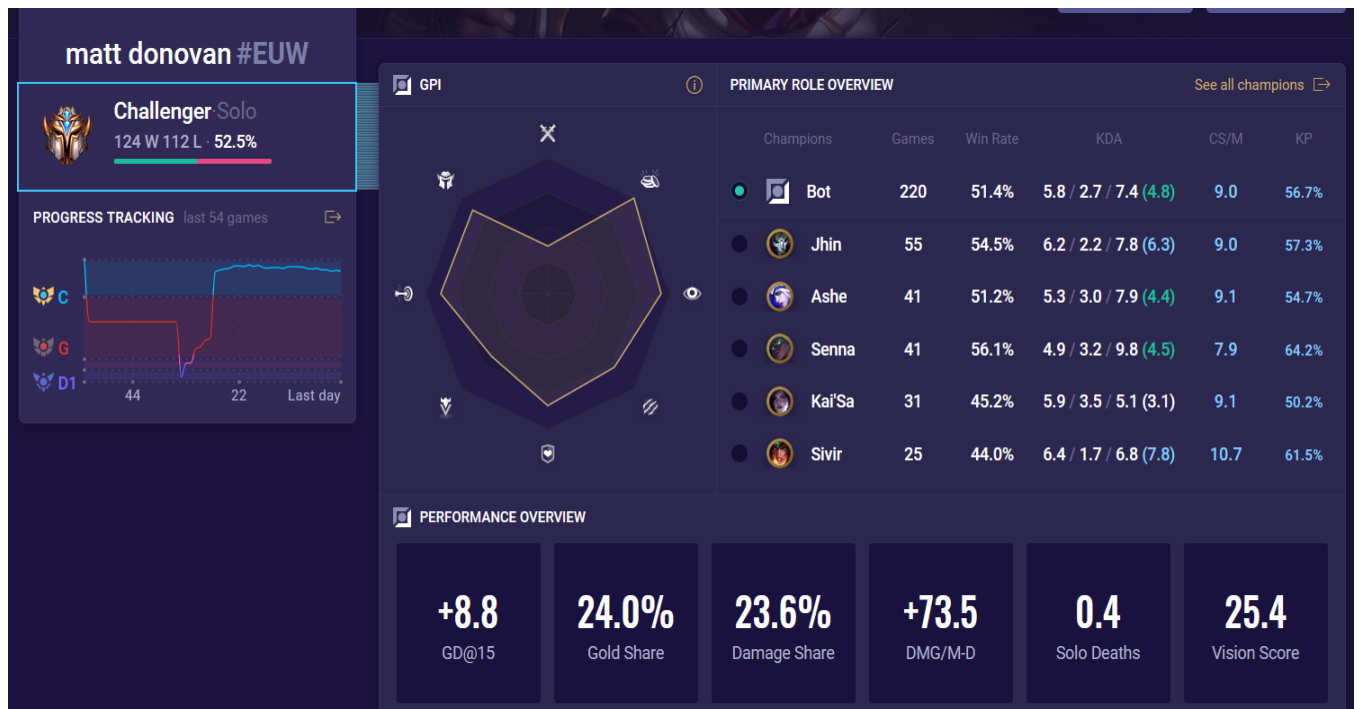 matt donovan #EUW
Challenger·Solo
124 W 112 L · 52.5%
PROGRESS TRACKING last 54 games
C
G
D1
44 22 Last day
GPI
PRIMARY ROLE OVERVIEW See all champions
Champions Games Win Rate KDA CS/M KP
Bot 220 51.4% 5.8 / 2.7 / 7.4 (4.8) 9.0 56.7%
Jhin 55 54.5% 6.2 / 2.2 / 7.8 (6.3) 9.0 57.3%
Ashe 41 51.2% 5.3 / 3.0 / 7.9 (4.4) 9.1 54.7%
Senna 41 56.1% 4.9 / 3.2 / 9.8 (4.5) 7.9 64.2%
Kai'Sa 31 45.2% 5.9 / 3.5 / 5.1 (3.1) 9.1 50.2%
Sivir 25 44.0% 6.4 / 1.7 / 6.8 (7.8) 10.7 61.5%
PERFORMANCE OVERVIEW
+8.8 24.0% 23.6% +73.5 0.4 25.4
GD@15 Gold Share Damage Share DMG/M-D Solo Deaths Vision Score